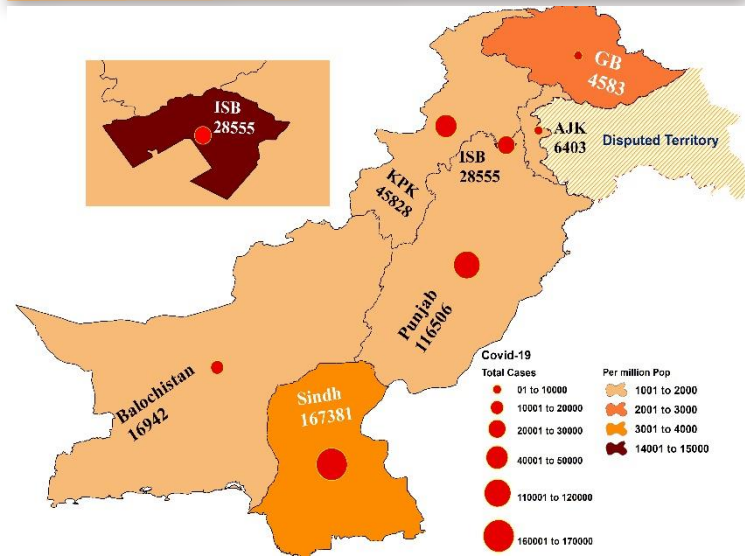 ISB
28555
GB
4583
AJK
6403
Disputed Territory
ISB
28555
KPK
45828
Punjab
116506
Balochistan
16942
Sindh
167381
Covid-19
Total Cases
01 to 10000
10001 to 20000
20001 to 30000
40001 to 50000
110001 to 120000
160001 to 170000
Per million Pop
1001 to 2000
2001 to 3000
3001 to 4000
14001 to 15000